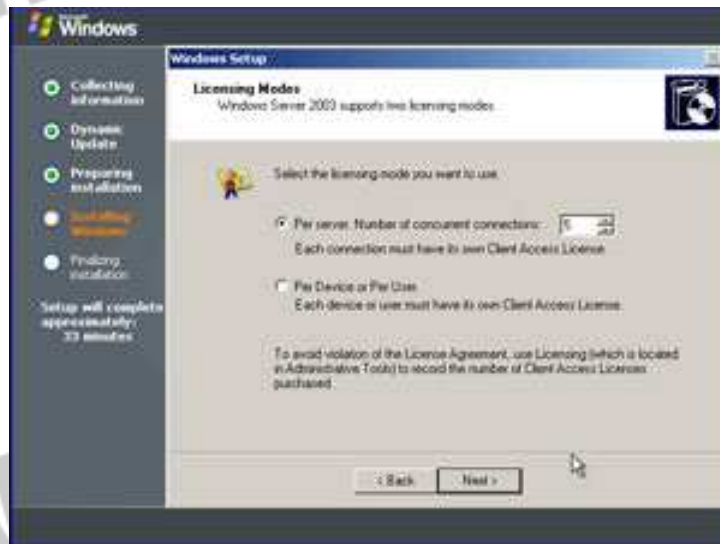 Microsoft
Windows
Windows Setup
Collecting
information
Dynamic
Update
Preparing
installation
Installing
Windows
Finalizing
installation
Setup will complete
approximately:
33 minutes
Licensing Modes
Windows Server 2003 supports two licensing modes.
Select the licensing mode you want to use.
Per server. Number of concurrent connections: 5
Each connection must have its own Client Access License.
Per Device or Per User
Each device or user must have its own Client Access License.
To avoid violation of the License Agreement, use Licensing (which is located
in Administrative Tools) to record the number of Client Access Licenses
purchased.
< Back Next >